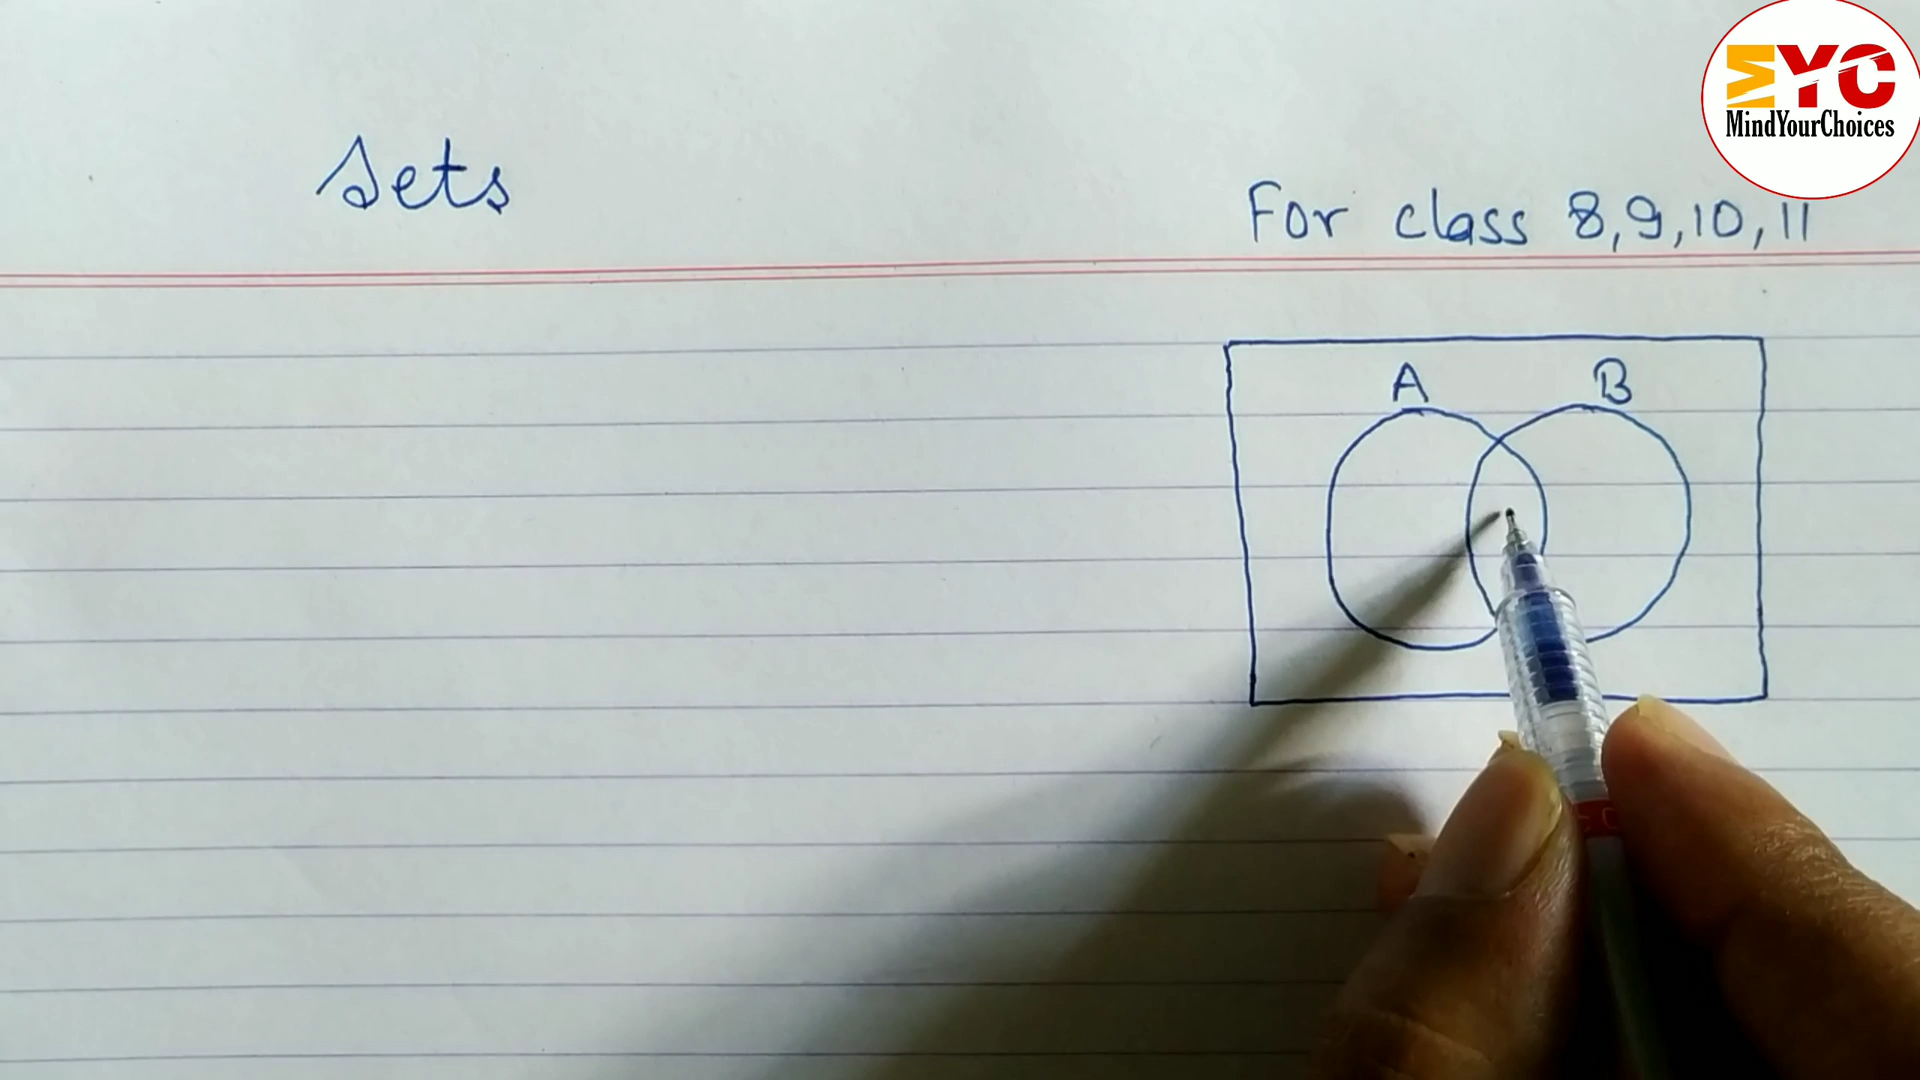 MYC
MindYourChoices
Sets
For class 8,9,10,11
A B